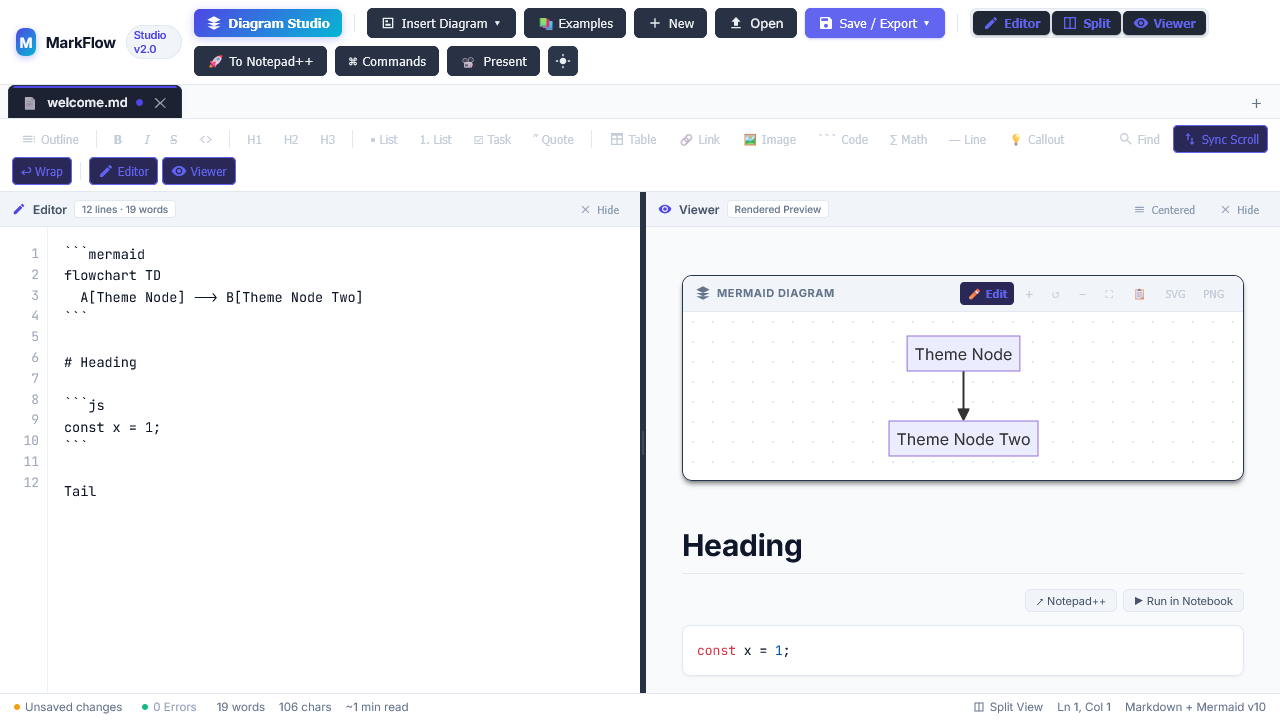 M MarkFlow Studio v2.0 Diagram Studio Insert Diagram ▾ Examples + New Open Save / Export ▾ Editor Split Viewer
To Notepad++ ⌘ Commands Present
welcome.md
Outline B I S <> H1 H2 H3 ▪ List 1. List ☑ Task " Quote Table Link Image ``` Code ∑ Math — Line Callout Find Sync Scroll
↩ Wrap Editor Viewer
Editor 12 lines · 19 words Hide
Viewer Rendered Preview Centered Hide
1 ```mermaid
2 flowchart TD
3 A[Theme Node] --> B[Theme Node Two]
4 ```
5
6 # Heading
7
8 ```js
9 const x = 1;
10 ```
11
12 Tail
MERMAID DIAGRAM Edit + ↺ − SVG PNG
Theme Node
Theme Node Two
Heading
↗ Notepad++ ▶ Run in Notebook
const x = 1;
Unsaved changes 0 Errors 19 words 106 chars ~1 min read Split View Ln 1, Col 1 Markdown + Mermaid v10